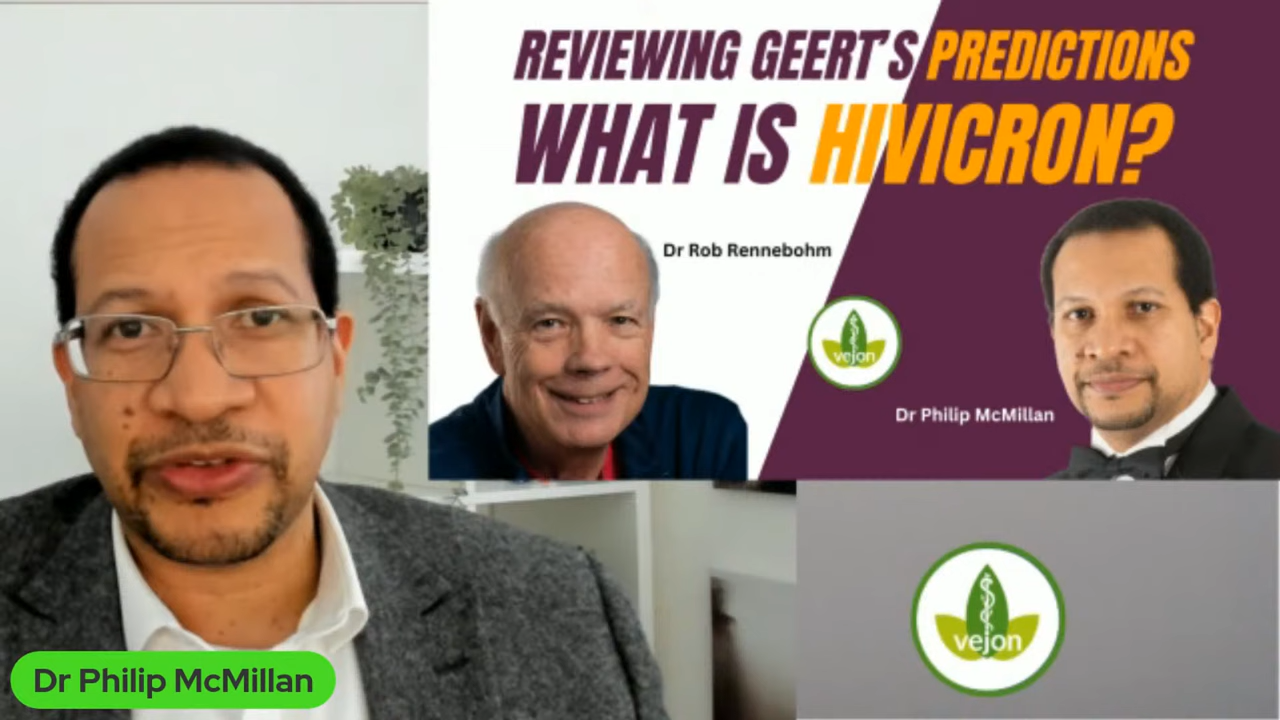 REVIEWING GEERT'S PREDICTIONS
WHAT IS HIVICRON?
Dr Rob Rennebohm
vejon
Dr Philip McMillan
vejon
Dr Philip McMillan